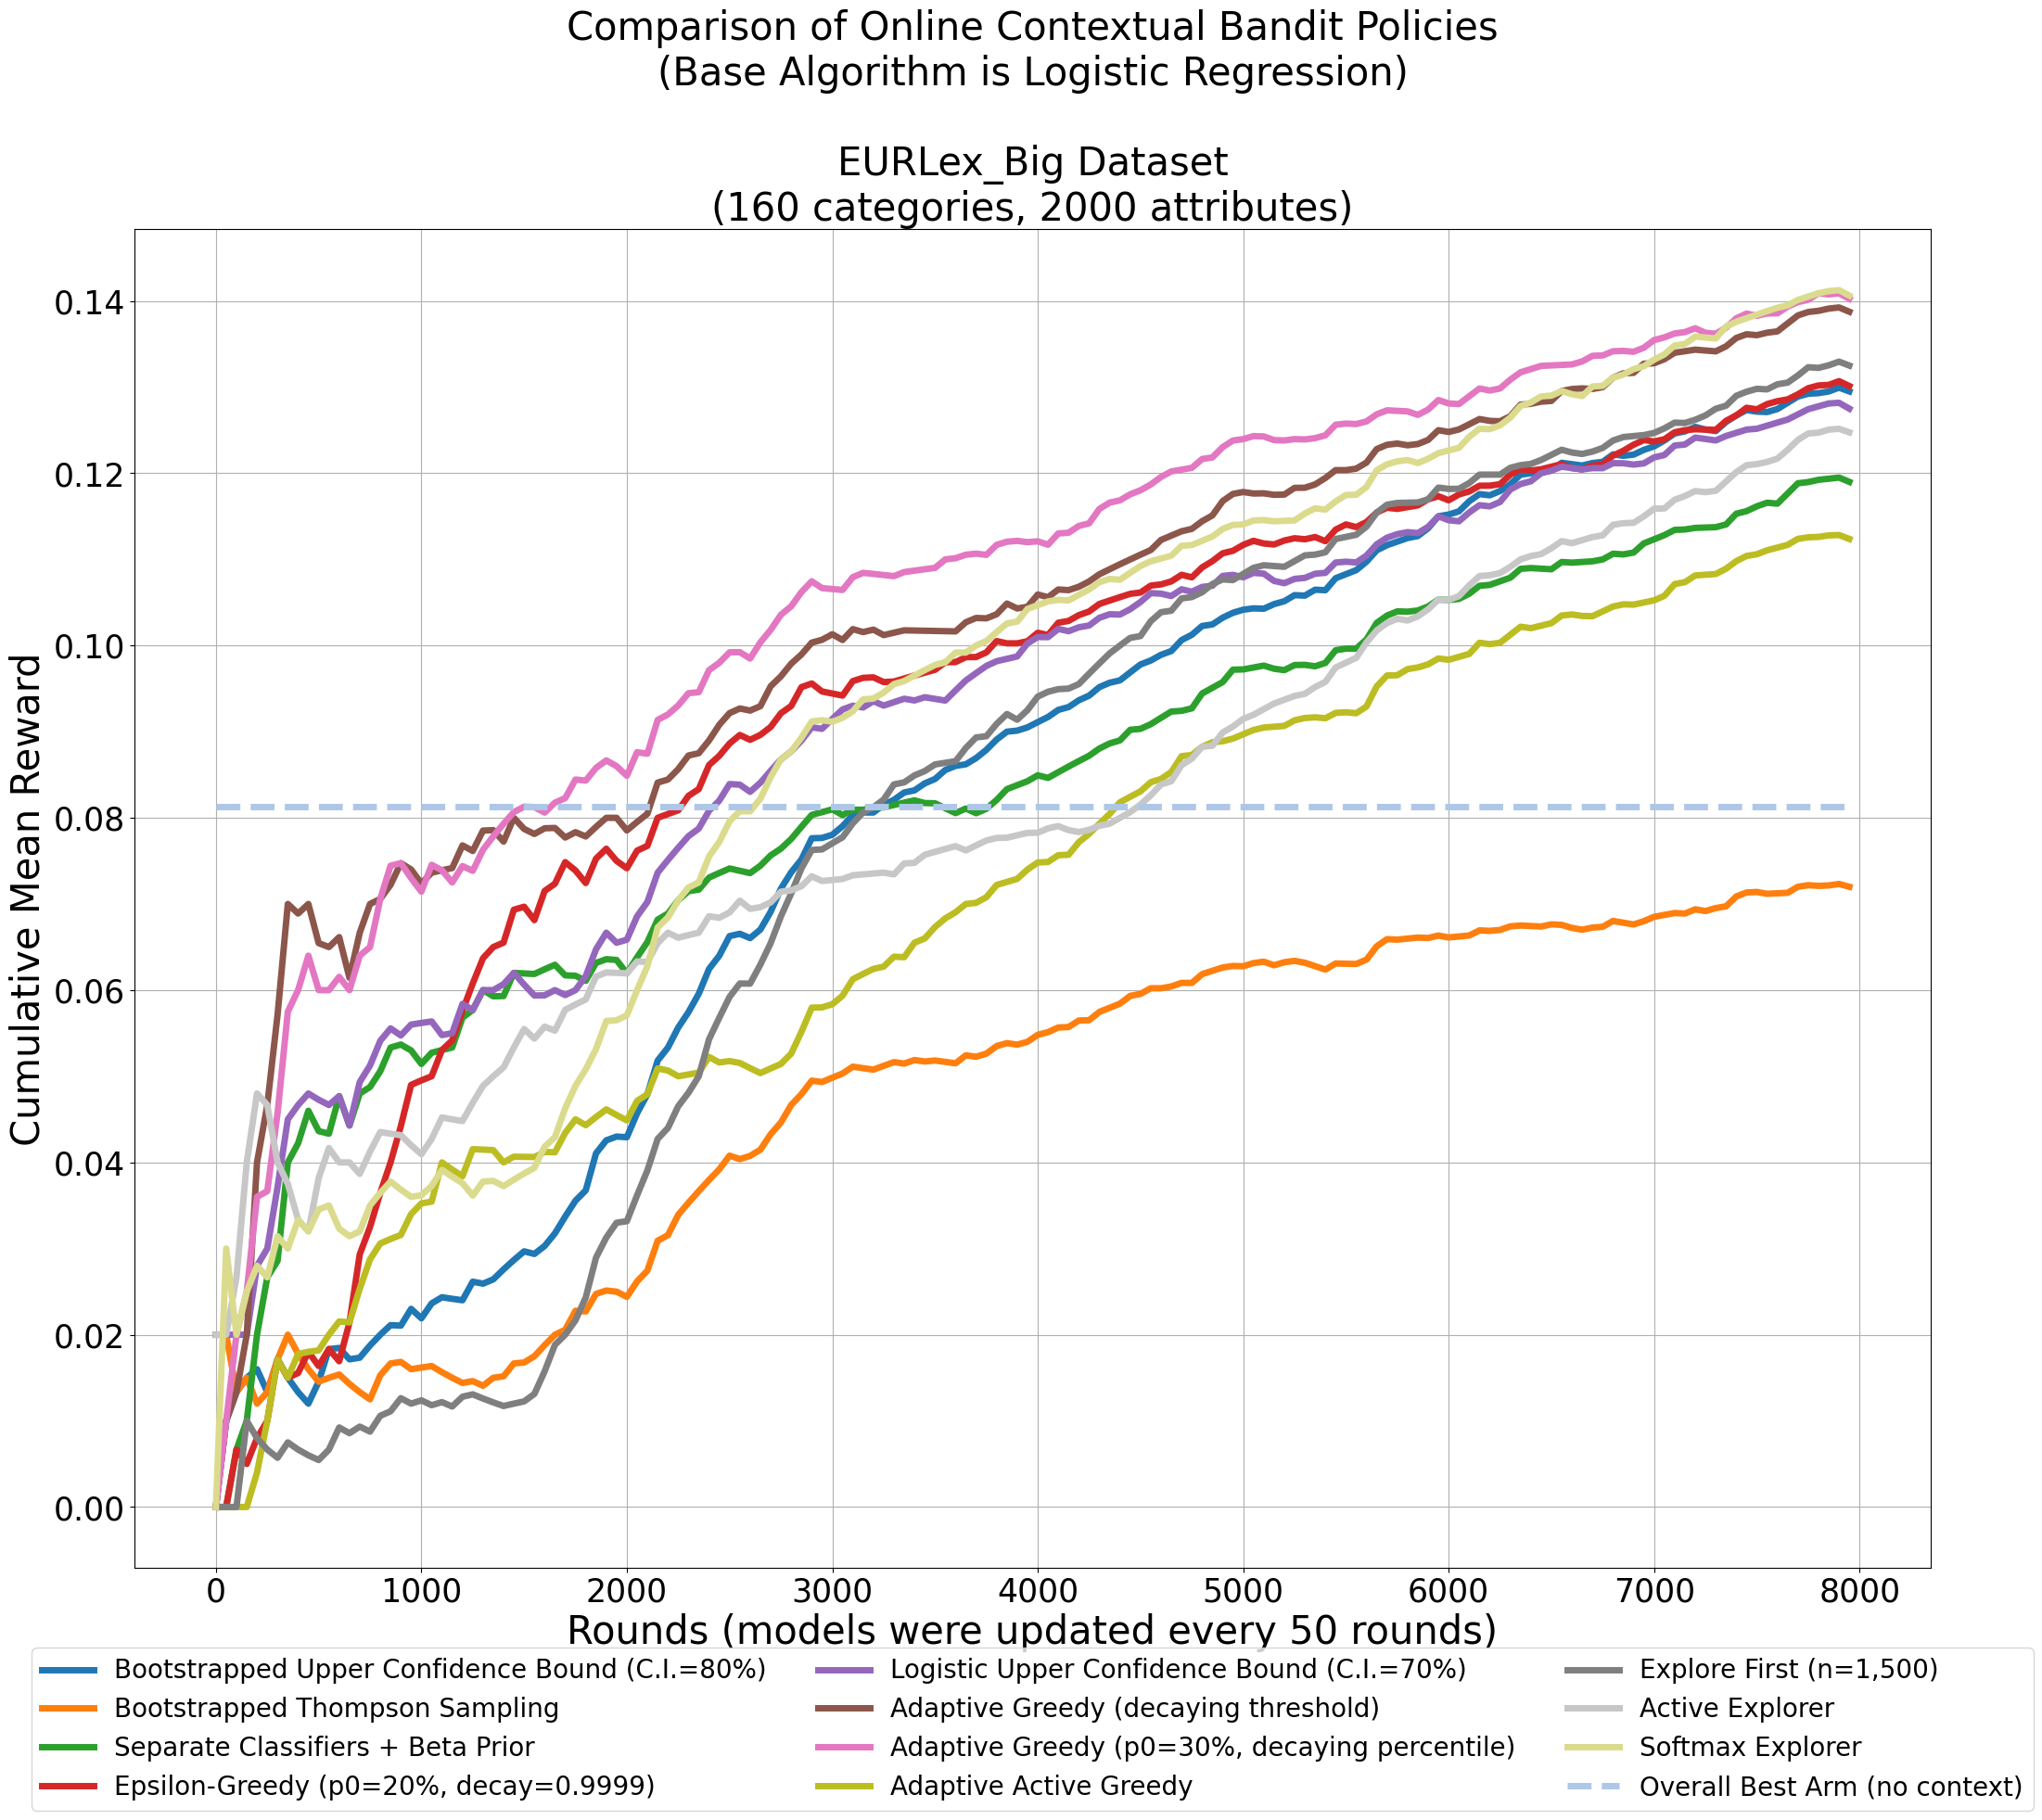 Comparison of Online Contextual Bandit Policies
(Base Algorithm is Logistic Regression)
EURLex_Big Dataset
(160 categories, 2000 attributes)
Cumulative Mean Reward
0.14
0.12
0.10
0.08
0.06
0.04
0.02
0.00
0 1000 2000 3000 4000 5000 6000 7000 8000
Rounds (models were updated every 50 rounds)
Bootstrapped Upper Confidence Bound (C.I.=80%)
Bootstrapped Thompson Sampling
Separate Classifiers + Beta Prior
Epsilon-Greedy (p0=20%, decay=0.9999)
Logistic Upper Confidence Bound (C.I.=70%)
Adaptive Greedy (decaying threshold)
Adaptive Greedy (p0=30%, decaying percentile)
Adaptive Active Greedy
Explore First (n=1,500)
Active Explorer
Softmax Explorer
Overall Best Arm (no context)